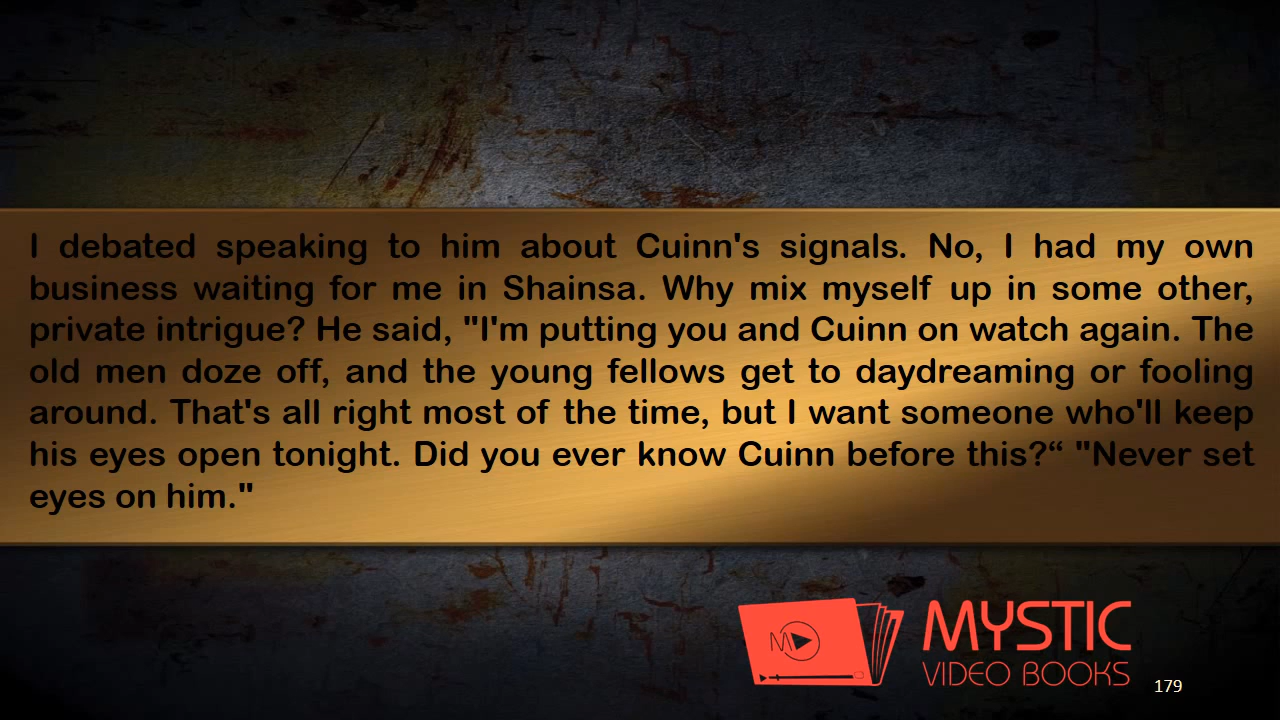 I debated speaking to him about Cuinn's signals. No, I had my own
business waiting for me in Shainsa. Why mix myself up in some other,
private intrigue? He said, "I'm putting you and Cuinn on watch again. The
old men doze off, and the young fellows get to daydreaming or fooling
around. That's all right most of the time, but I want someone who'll keep
his eyes open tonight. Did you ever know Cuinn before this?“ "Never set
eyes on him."
M
MYSTIC
VIDEO BOOKS
179